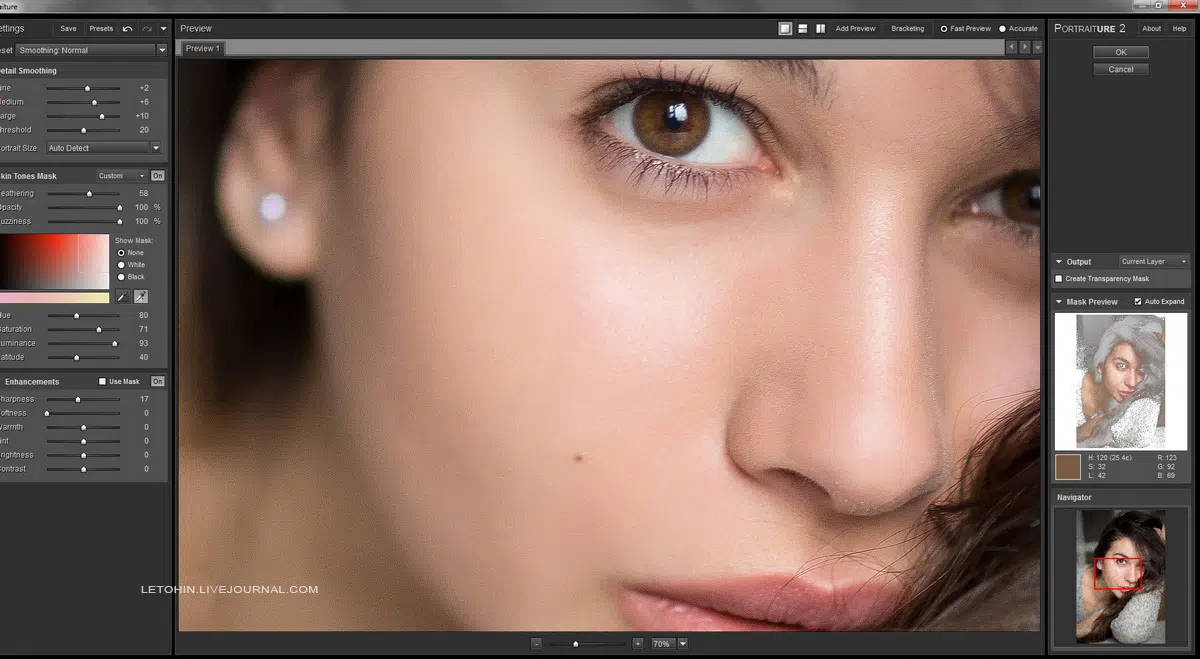 aiture
ettings Save Presets
set Smoothing: Normal
etail Smoothing
ine +2
edium +6
arge +10
hreshold 20
ortrait Size Auto Detect
kin Tones Mask Custom On
eathering 58
pacity 100 %
uzziness 100 %
Show Mask:
None
White
Black
ue 80
aturation 71
uminance 93
atitude 40
Enhancements Use Mask On
harpness 17
oftness 0
armth 0
int 0
rightness 0
ontrast 0
Preview Add Preview Bracketing Fast Preview Accurate
Preview 1
LETOHIN.LIVEJOURNAL.COM
- + 70%
PORTRAITURE 2 About Help
OK
Cancel
Output Current Layer
Create Transparency Mask
Mask Preview Auto Expand
H: 120 (25.4¢) R: 123
S: 32 G: 92
L: 42 B: 69
Navigator